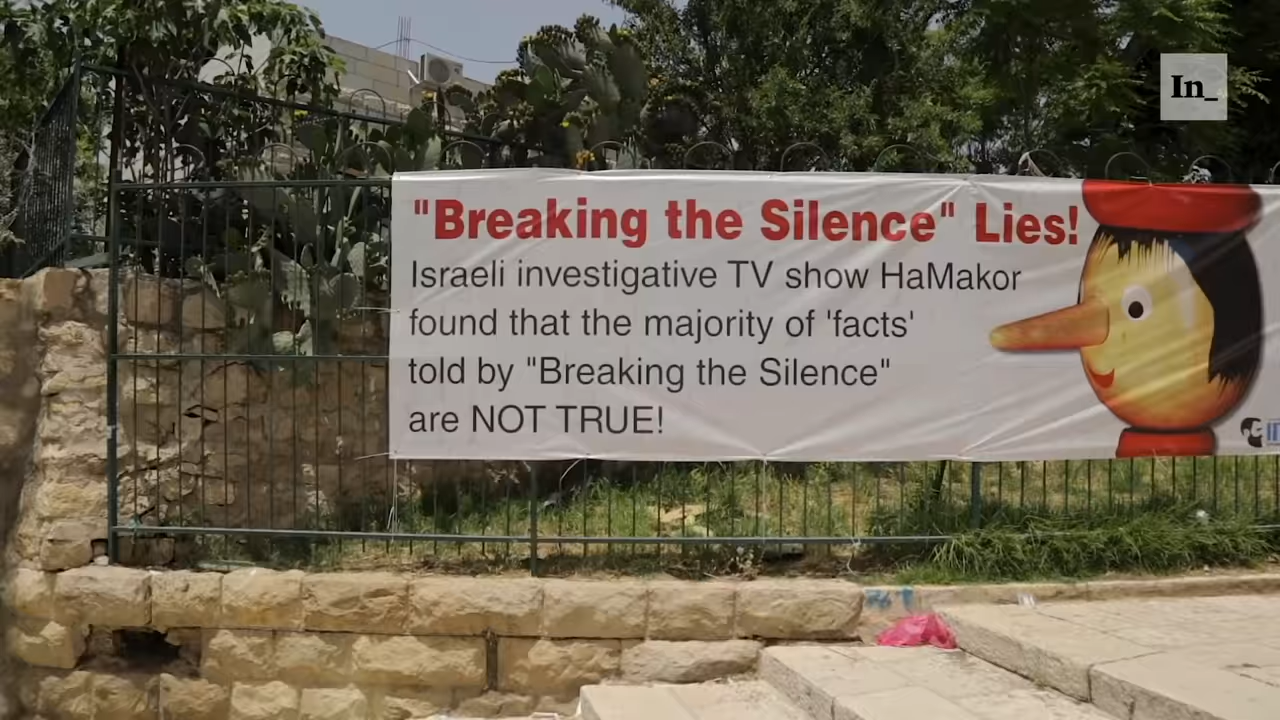 In_
"Breaking the Silence" Lies!
Israeli investigative TV show HaMakor
found that the majority of 'facts'
told by "Breaking the Silence"
are NOT TRUE!